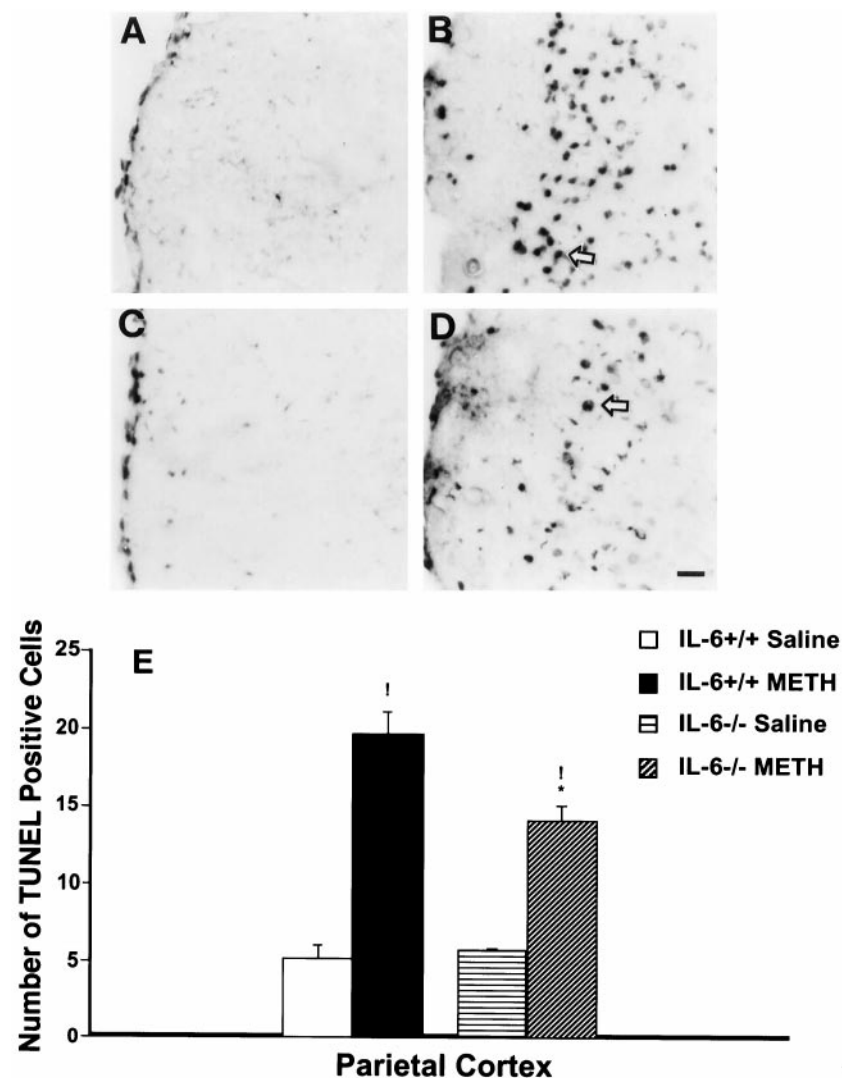 A
B
C
D
E
Number of TUNEL Positive Cells
25
20
15
10
5
0
!
!
*
IL-6+/+ Saline
IL-6+/+ METH
IL-6-/- Saline
IL-6-/- METH
Parietal Cortex